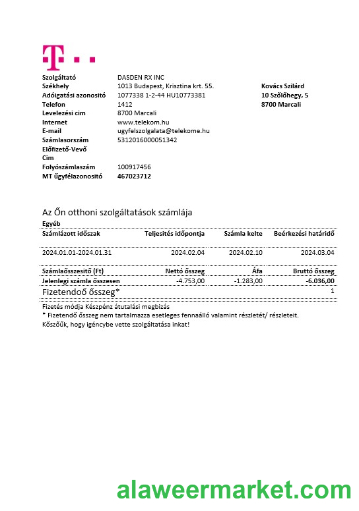 T
Szolgáltató DASDEN RX INC
Székhely 1013 Budapest, Krisztina krt. 55. Kovács Szilárd
Adóigatási azonosító 1077338 1-2-44 HU10773381 10 Szőlőhegy, 5
Telefon 1412 8700 Marcali
Levelezési cím 8700 Marcali
Internet www.telekom.hu
E-mail ugyfelszolgalata@telekome.hu
Számlasorszám 5312016000051342
Előfizető-Vevő
Cím
Folyószámlaszám 100917456
MT ügyfélazonosító 467023712
Az Ön otthoni szolgáltatások számlája
Egyéb
Számlázott időszak Teljesítés időpontja Számla kelte Beérkezési határidő
2024.01.01-2024.01.31 2024.02.04 2024.02.10 2024.03.04
Számlaösszesítő (Ft) Nettó összeg Áfa Bruttó összeg
Jelenlegi számla összesen -4.753,00 -1.283,00 -6.036,00
Fizetendoő összeg* 1
Fizetés módja Készpénz átutalási megbízás
* Fizetendő összeg nem tartalmazza esetleges fennaálló valamint részletét/ részleteit
Köszőük, hogy igéncybe vette szolgáltatása inkat!
alaweermarket.com